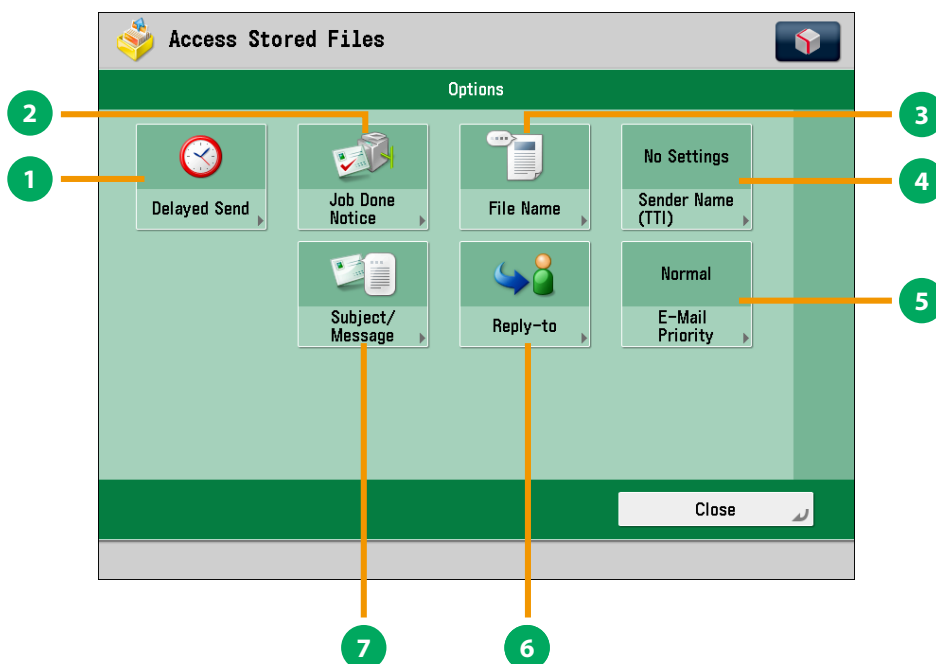 Access Stored Files
Options
2
3
1
4
No Settings
Delayed Send
Job Done
Notice
File Name
Sender Name
(TTI)
Normal
5
Subject/
Message
Reply-to
E-Mail
Priority
Close
7
6